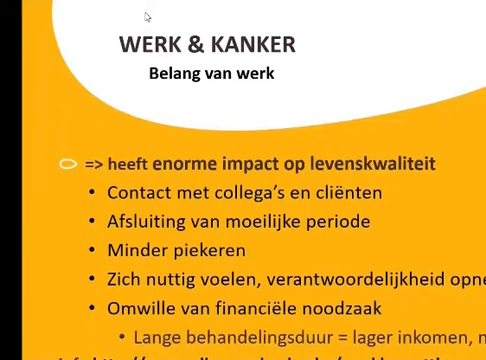 WERK & KANKER
Belang van werk
=> heeft enorme impact op levenskwaliteit
• Contact met collega's en cliënten
• Afsluiting van moeilijke periode
• Minder piekeren
• Zich nuttig voelen, verantwoordelijkheid opne
• Omwille van financiële noodzaak
• Lange behandelingsduur = lager inkomen,